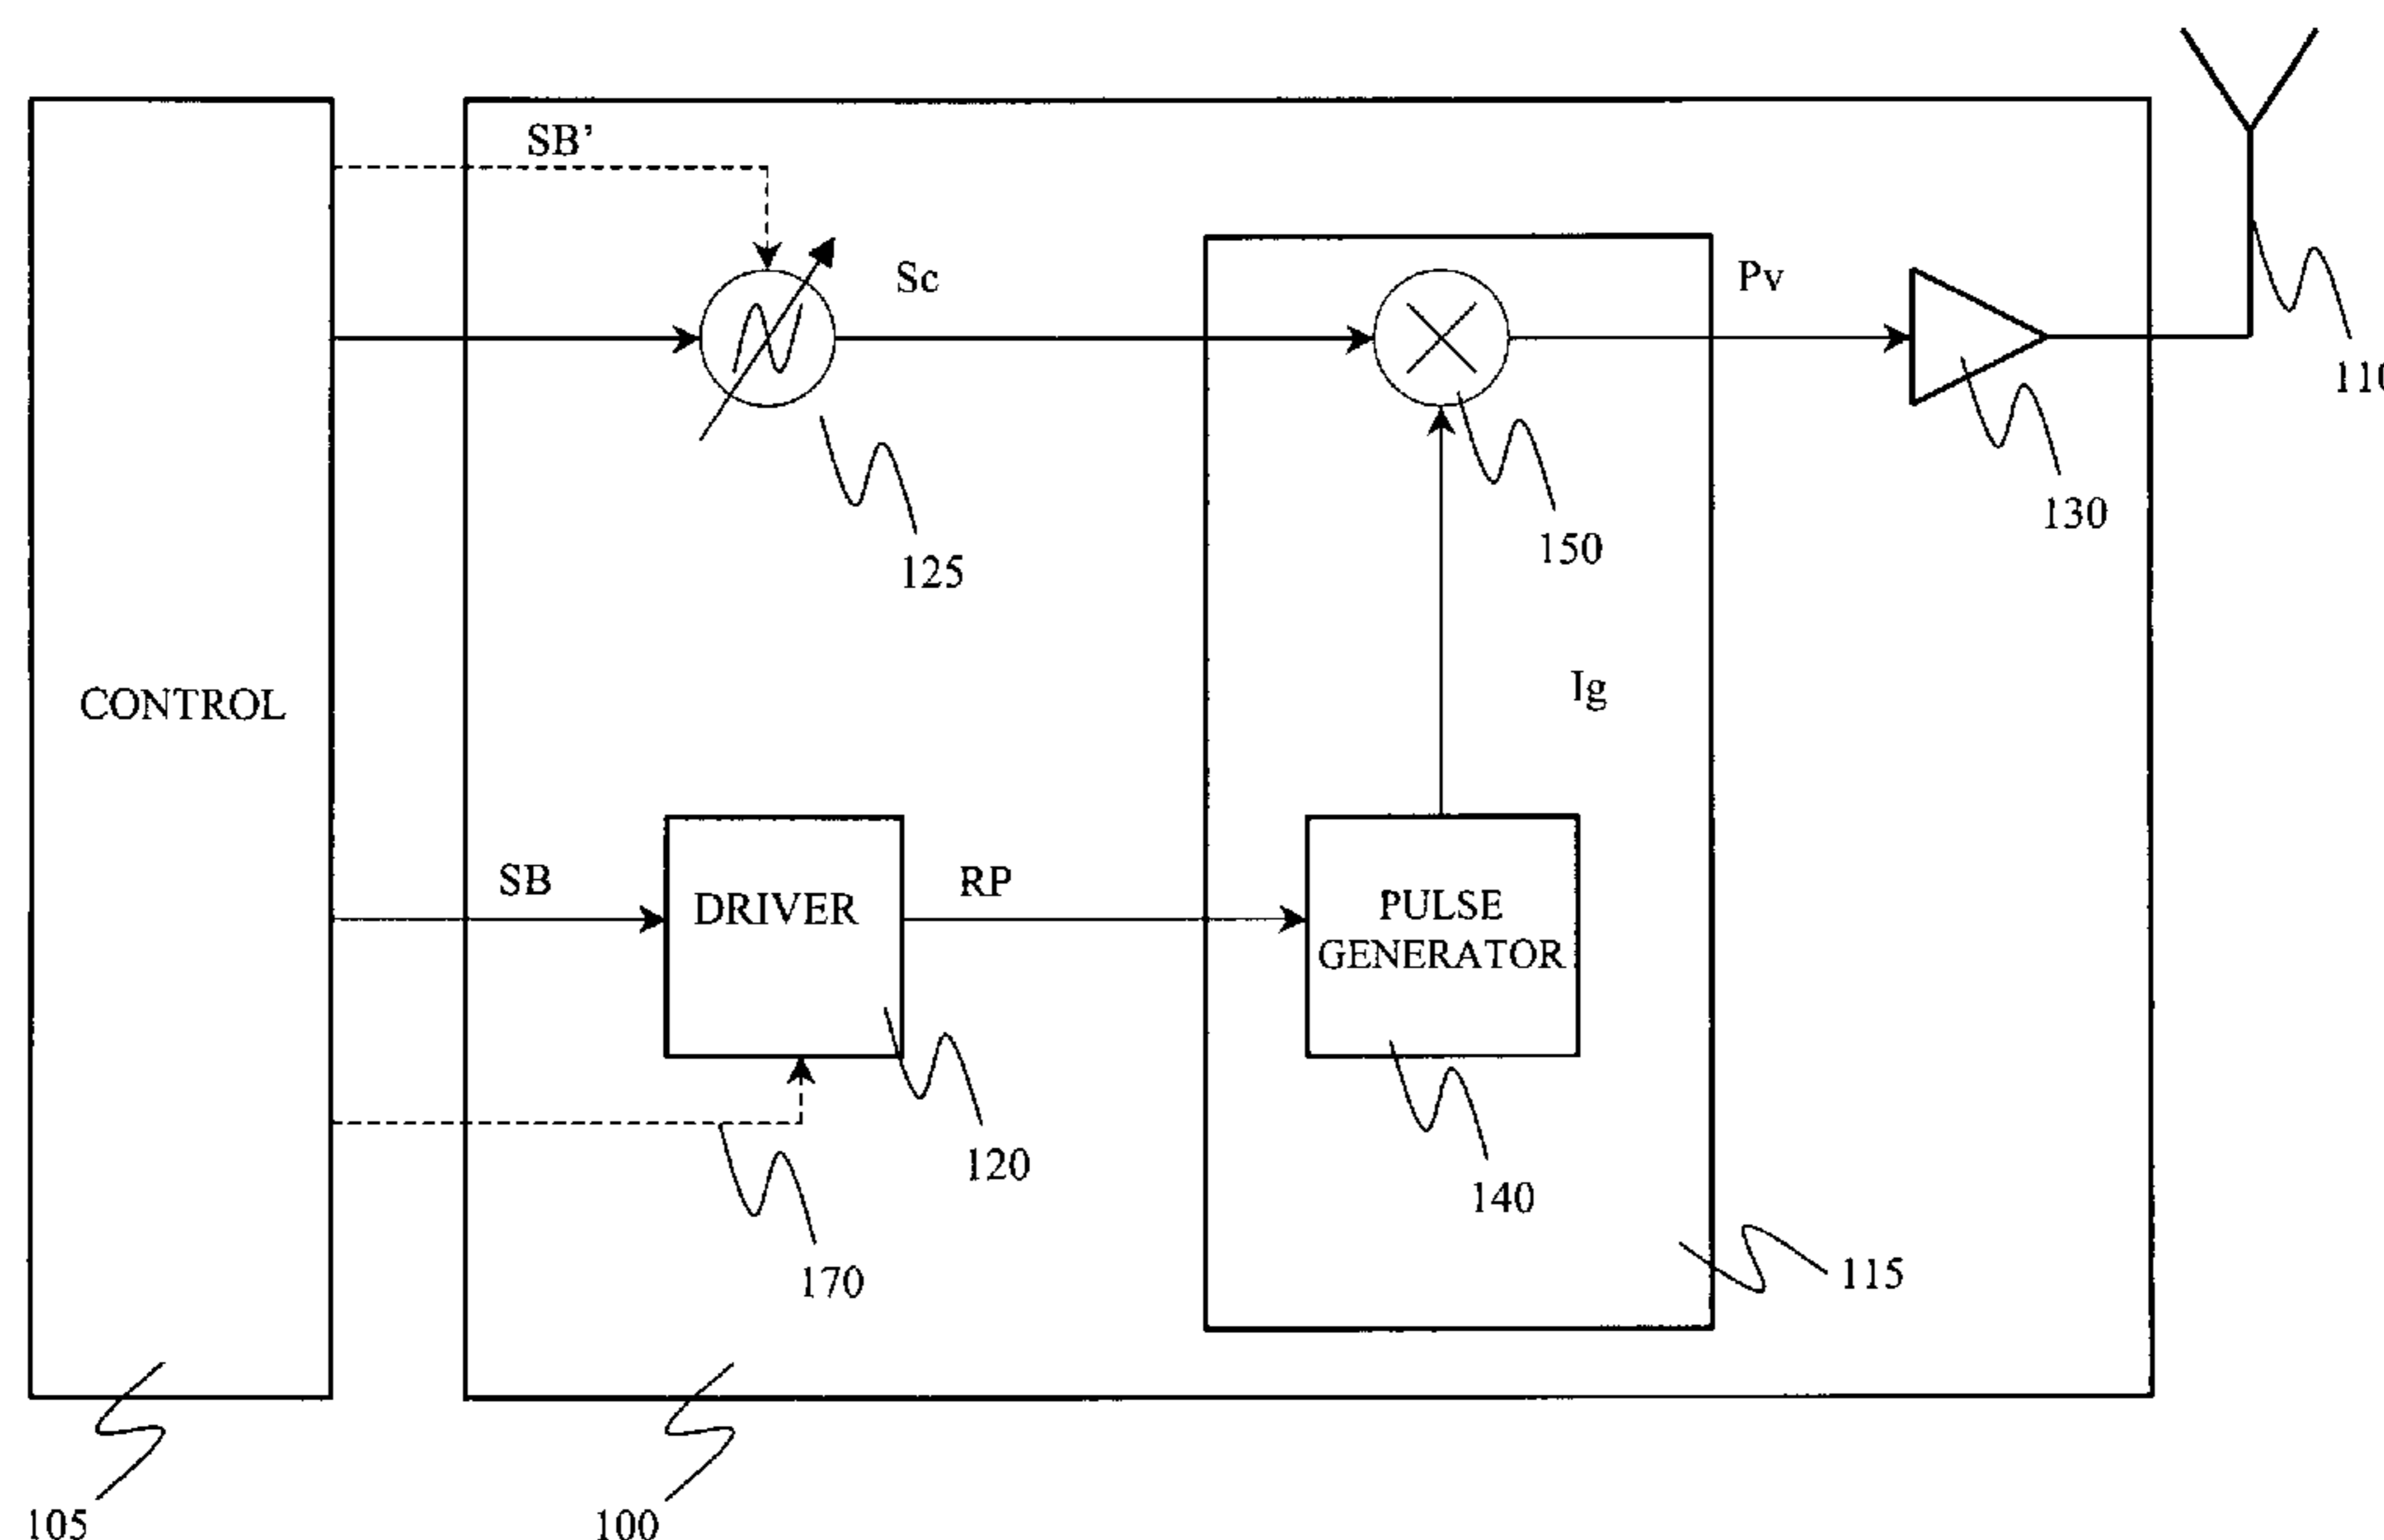 SB’
Sc
Pv
110
130
150
125
Ig
CONTROL
SB
DRIVER
RP
PULSE
GENERATOR
120
140
170
115
105
100